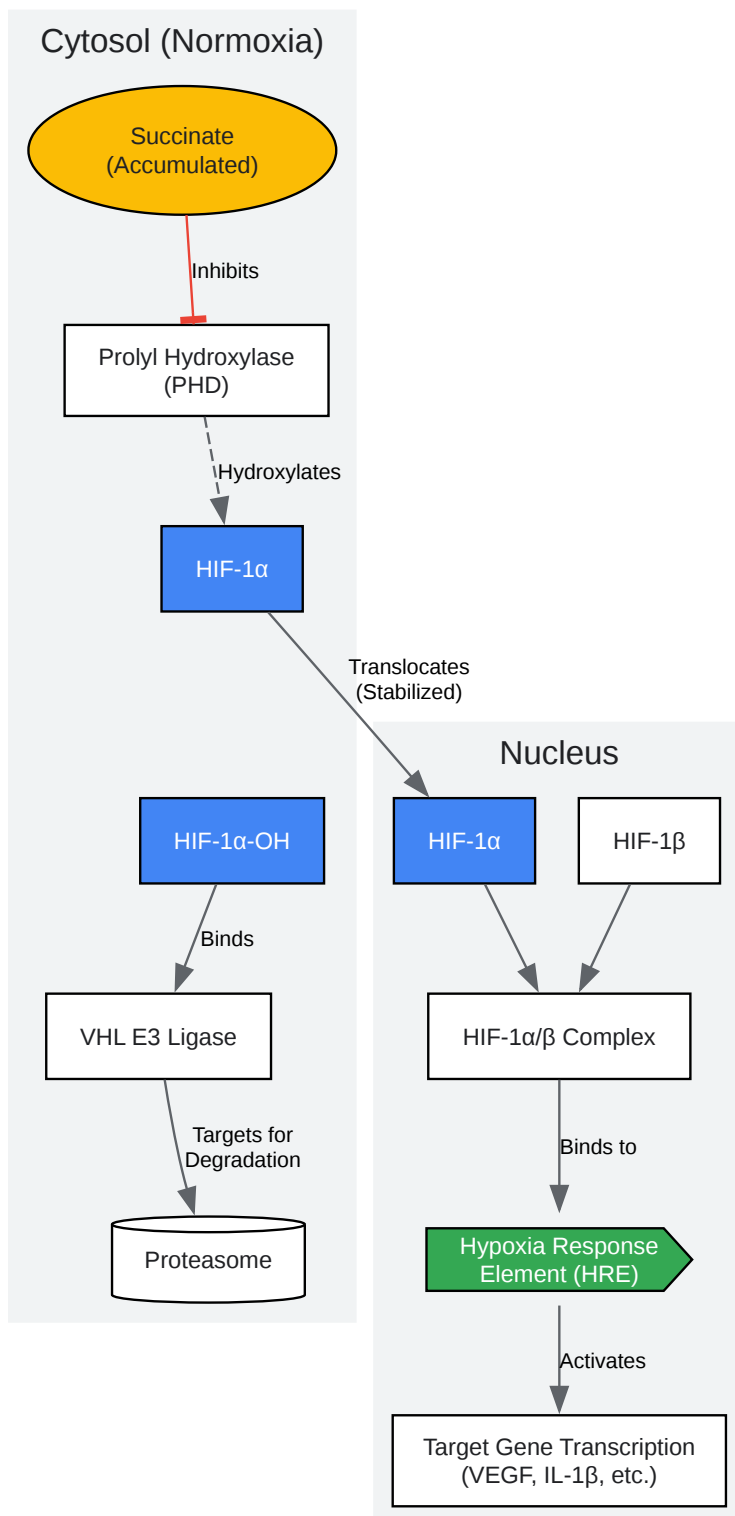 Cytosol (Normoxia)
Succinate
(Accumulated)
Inhibits
Prolyl Hydroxylase
(PHD)
Hydroxylates
HIF-1α
Translocates
(Stabilized)
Nucleus
HIF-1α-OH
HIF-1α
HIF-1β
Binds
VHL E3 Ligase
HIF-1α/β Complex
Targets for
Degradation
Binds to
Proteasome
Hypoxia Response
Element (HRE)
Activates
Target Gene Transcription
(VEGF, IL-1β, etc.)